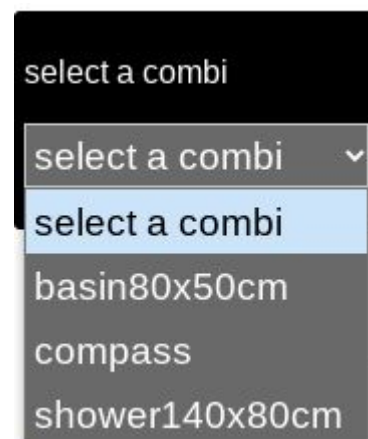 select a combi
select a combi
select a combi
basin80x50cm
compass
shower140x80cm